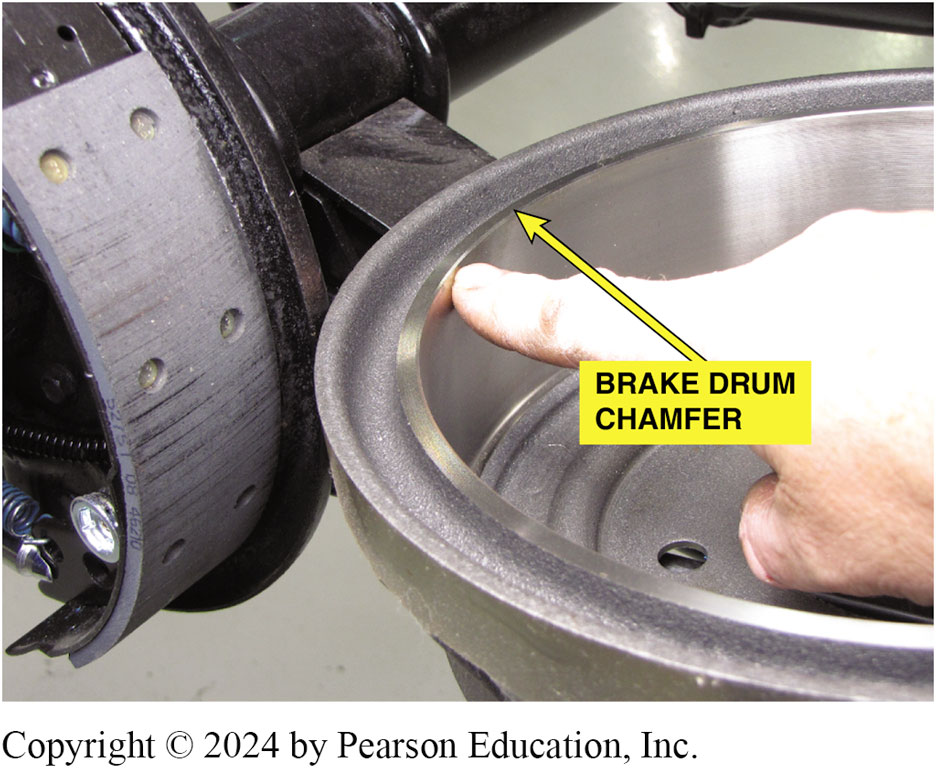 BRAKE DRUM
CHAMFER
Copyright © 2024 by Pearson Education, Inc.